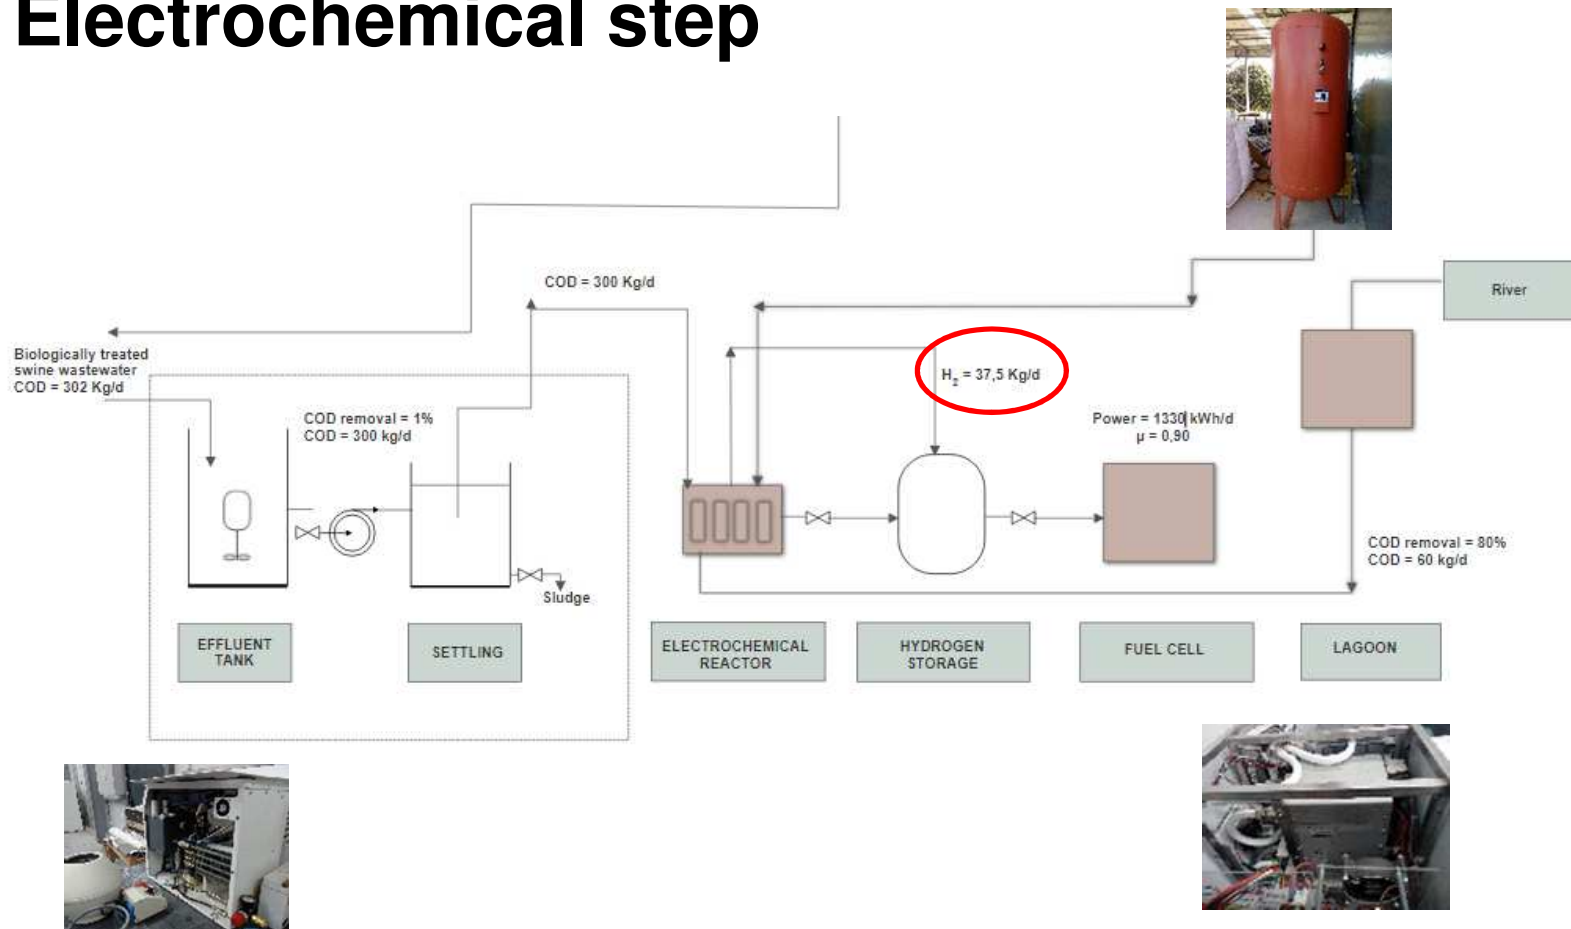 Electrochemical step
COD = 300 Kg/d
River
Biologically treated
swine wastewater
COD = 302 Kg/d
H2 = 37,5 Kg/d
COD removal = 1%
COD = 300 kg/d
Power = 1330 kWh/d
μ = 0,90
COD removal = 80%
COD = 60 kg/d
Sludge
EFFLUENT
TANK
SETTLING
ELECTROCHEMICAL
REACTOR
HYDROGEN
STORAGE
FUEL CELL
LAGOON